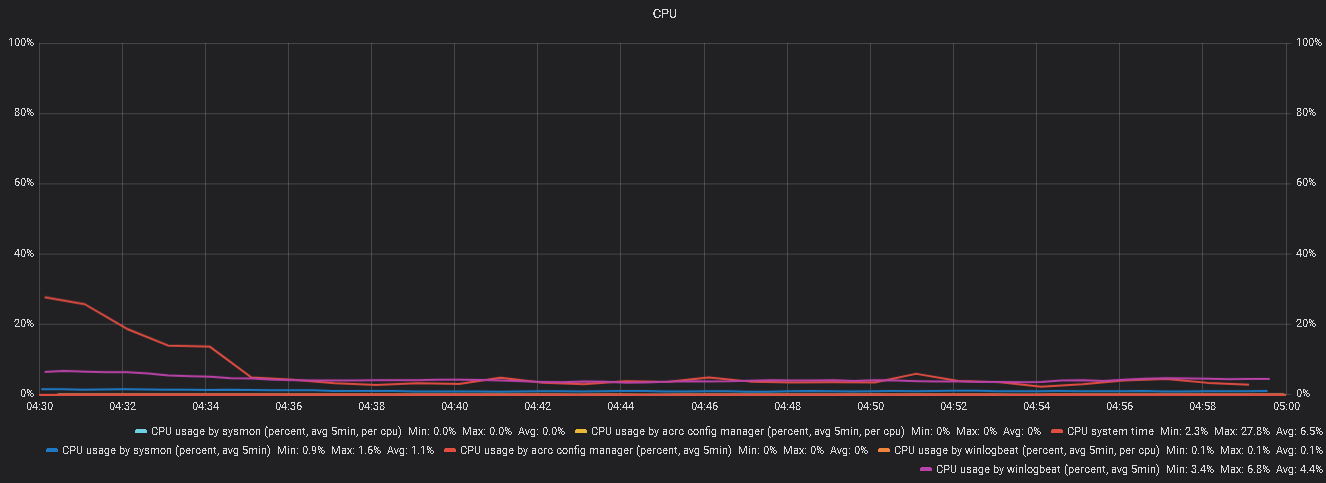 CPU
100% 100%
80% 80%
60% 60%
40% 40%
20% 20%
0% 0%
04:30 04:32 04:34 04:36 04:38 04:40 04:42 04:44 04:46 04:48 04:50 04:52 04:54 04:56 04:58 05:00
CPU usage by sysmon (percent, avg 5min, per cpu) Min: 0.0% Max: 0.0% Avg: 0.0% CPU usage by acrc config manager (percent, avg 5min, per cpu) Min: 0% Max: 0% Avg: 0% CPU system time Min: 2.3% Max: 27.8% Avg: 6.5%
CPU usage by sysmon (percent, avg 5min) Min: 0.9% Max: 1.6% Avg: 1.1% CPU usage by acrc config manager (percent, avg 5min) Min: 0% Max: 0% Avg: 0% CPU usage by winlogbeat (percent, avg 5min, per cpu) Min: 0.1% Max: 0.1% Avg: 0.1%
CPU usage by winlogbeat (percent, avg 5min) Min: 3.4% Max: 6.8% Avg: 4.4%